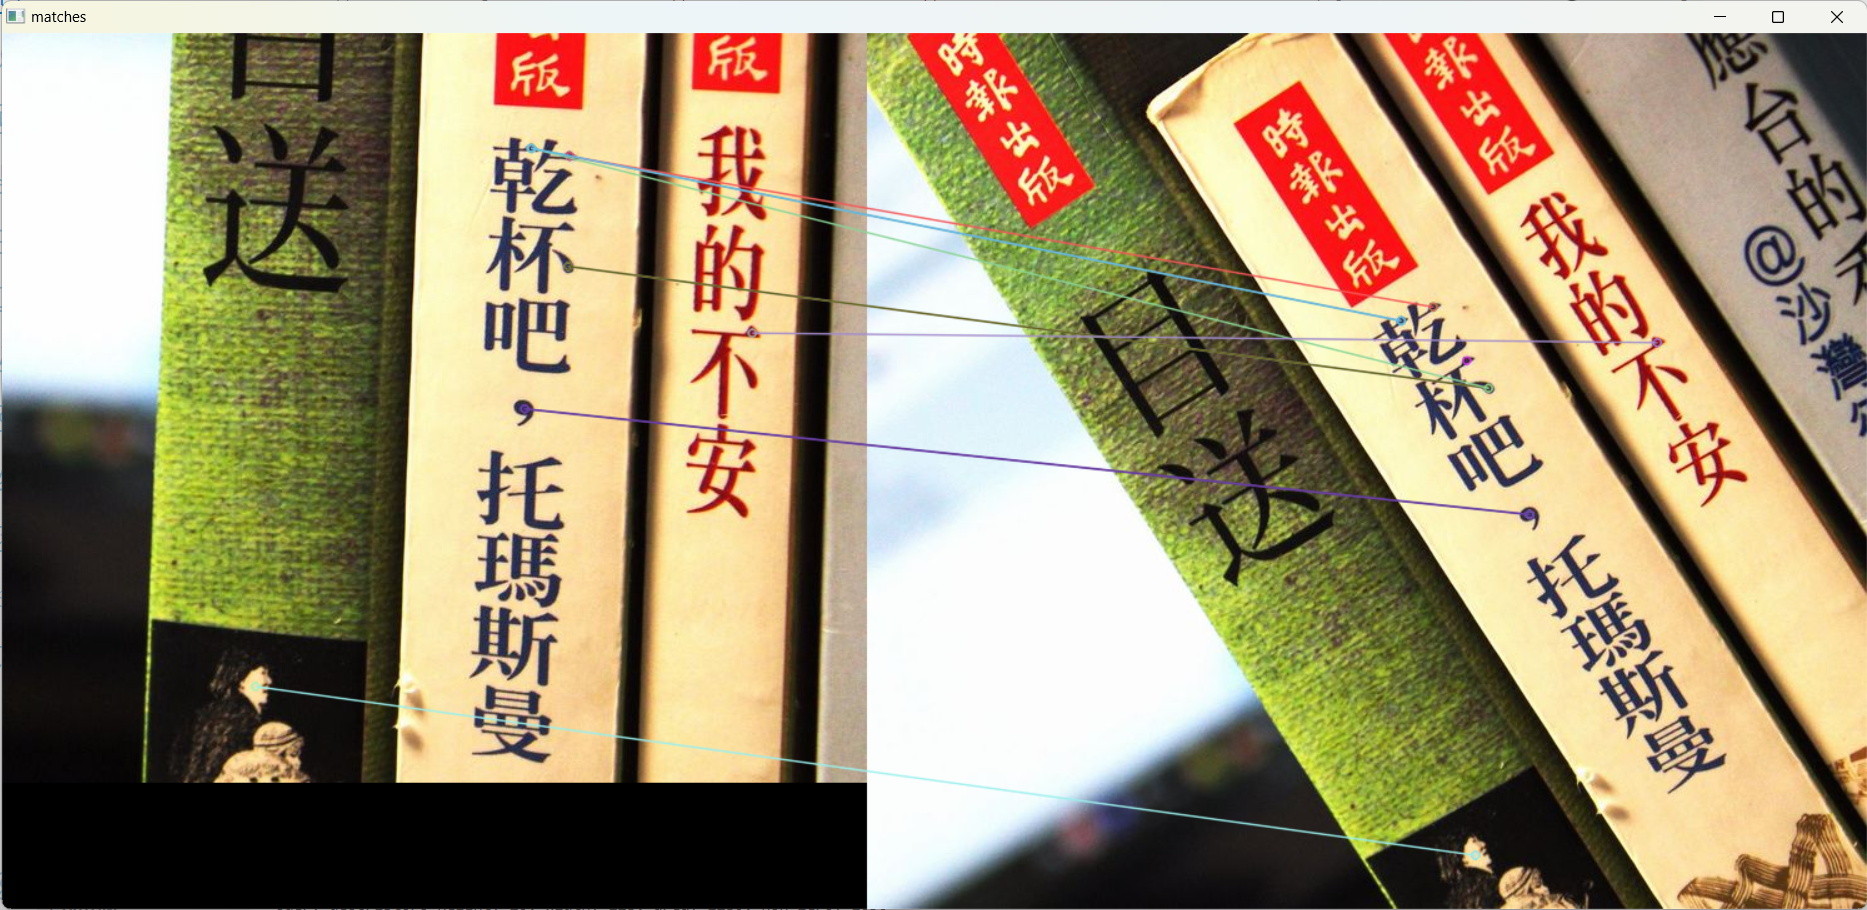 matches
送
版
乾杯吧，托瑪斯曼
版
我的不安
時報出版
目送
時報出版
乾杯吧，托瑪斯曼
報出版
我的不安
應台的
@沙灣